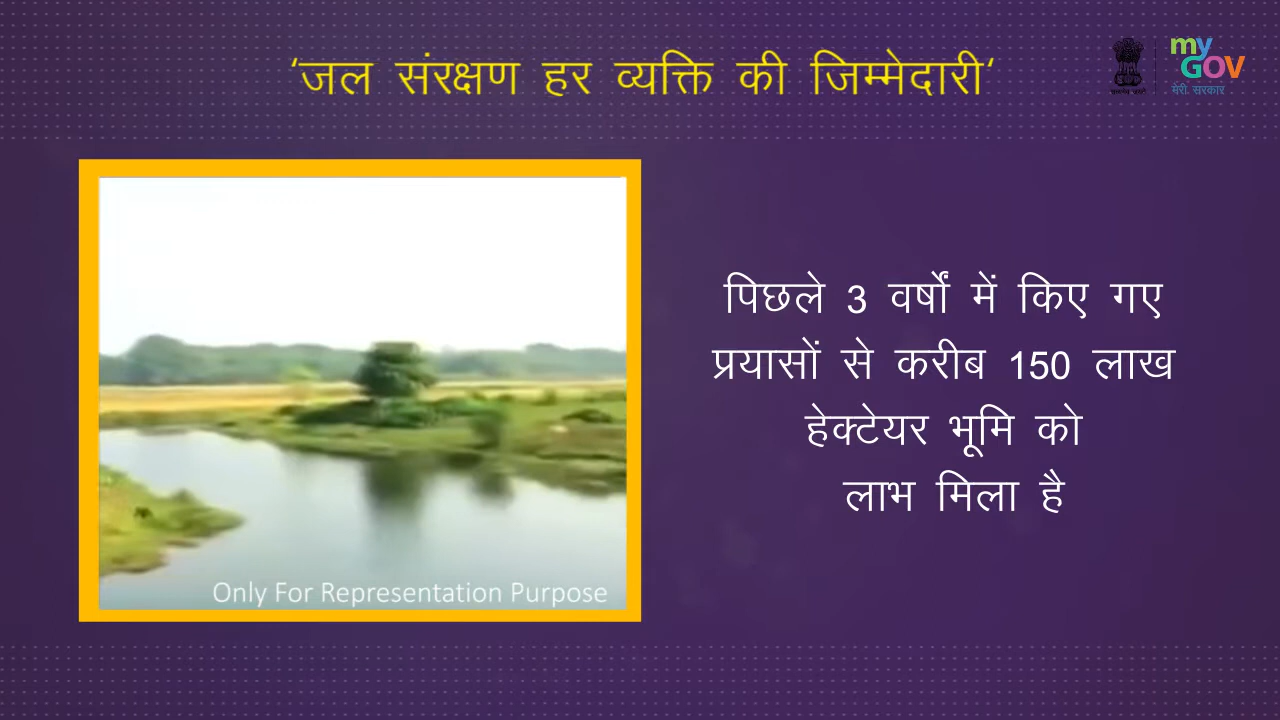 ‘जल संरक्षण हर व्यक्ति की जिम्मेदारी‘
my
GOV
मेरी सरकार
पिछले 3 वर्षों में किए गए
प्रयासों से करीब 150 लाख
हेक्टेयर भूमि को
लाभ मिला है
Only For Representation Purpose